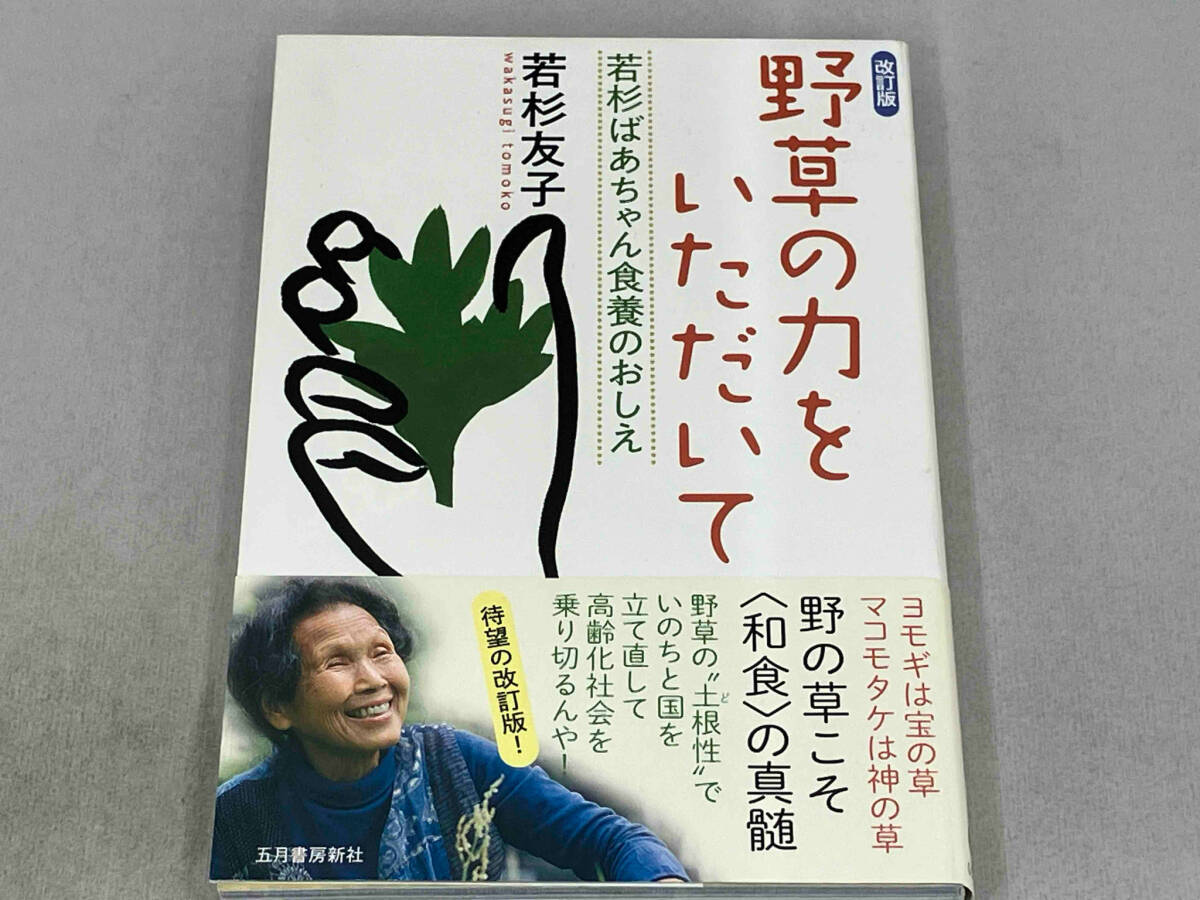 改訂版
野草の力を
いただいて
若杉ばあちゃん食養のおしえ
若杉友子
wakasugi tomoko
ヨモギは宝の草
マコモタケは神の草
野の草こそ
〈和食〉の真髄
野草の〝土根性〟で
ど
いのちと国を
立て直して
高齢化社会を
乗り切るんや！
待望の改訂版！
五月書房新社